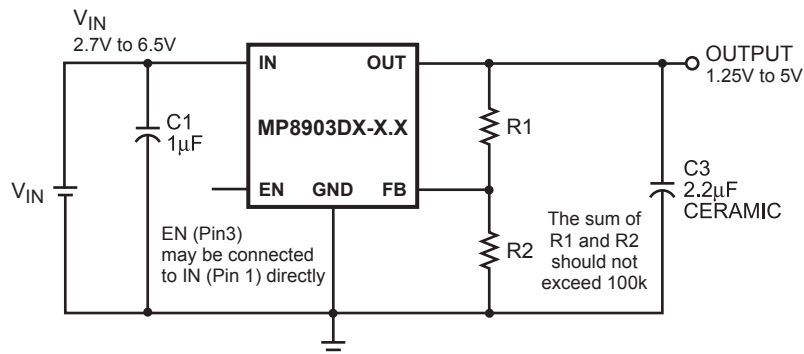 V_IN
2.7V to 6.5V
IN
OUT
OUTPUT
1.25V to 5V
C1
1µF
MP8903DX-X.X
R1
V_IN
EN
GND
FB
C3
2.2µF
CERAMIC
EN (Pin3)
may be connected
to IN (Pin 1) directly
R2
The sum of
R1 and R2
should not
exceed 100k